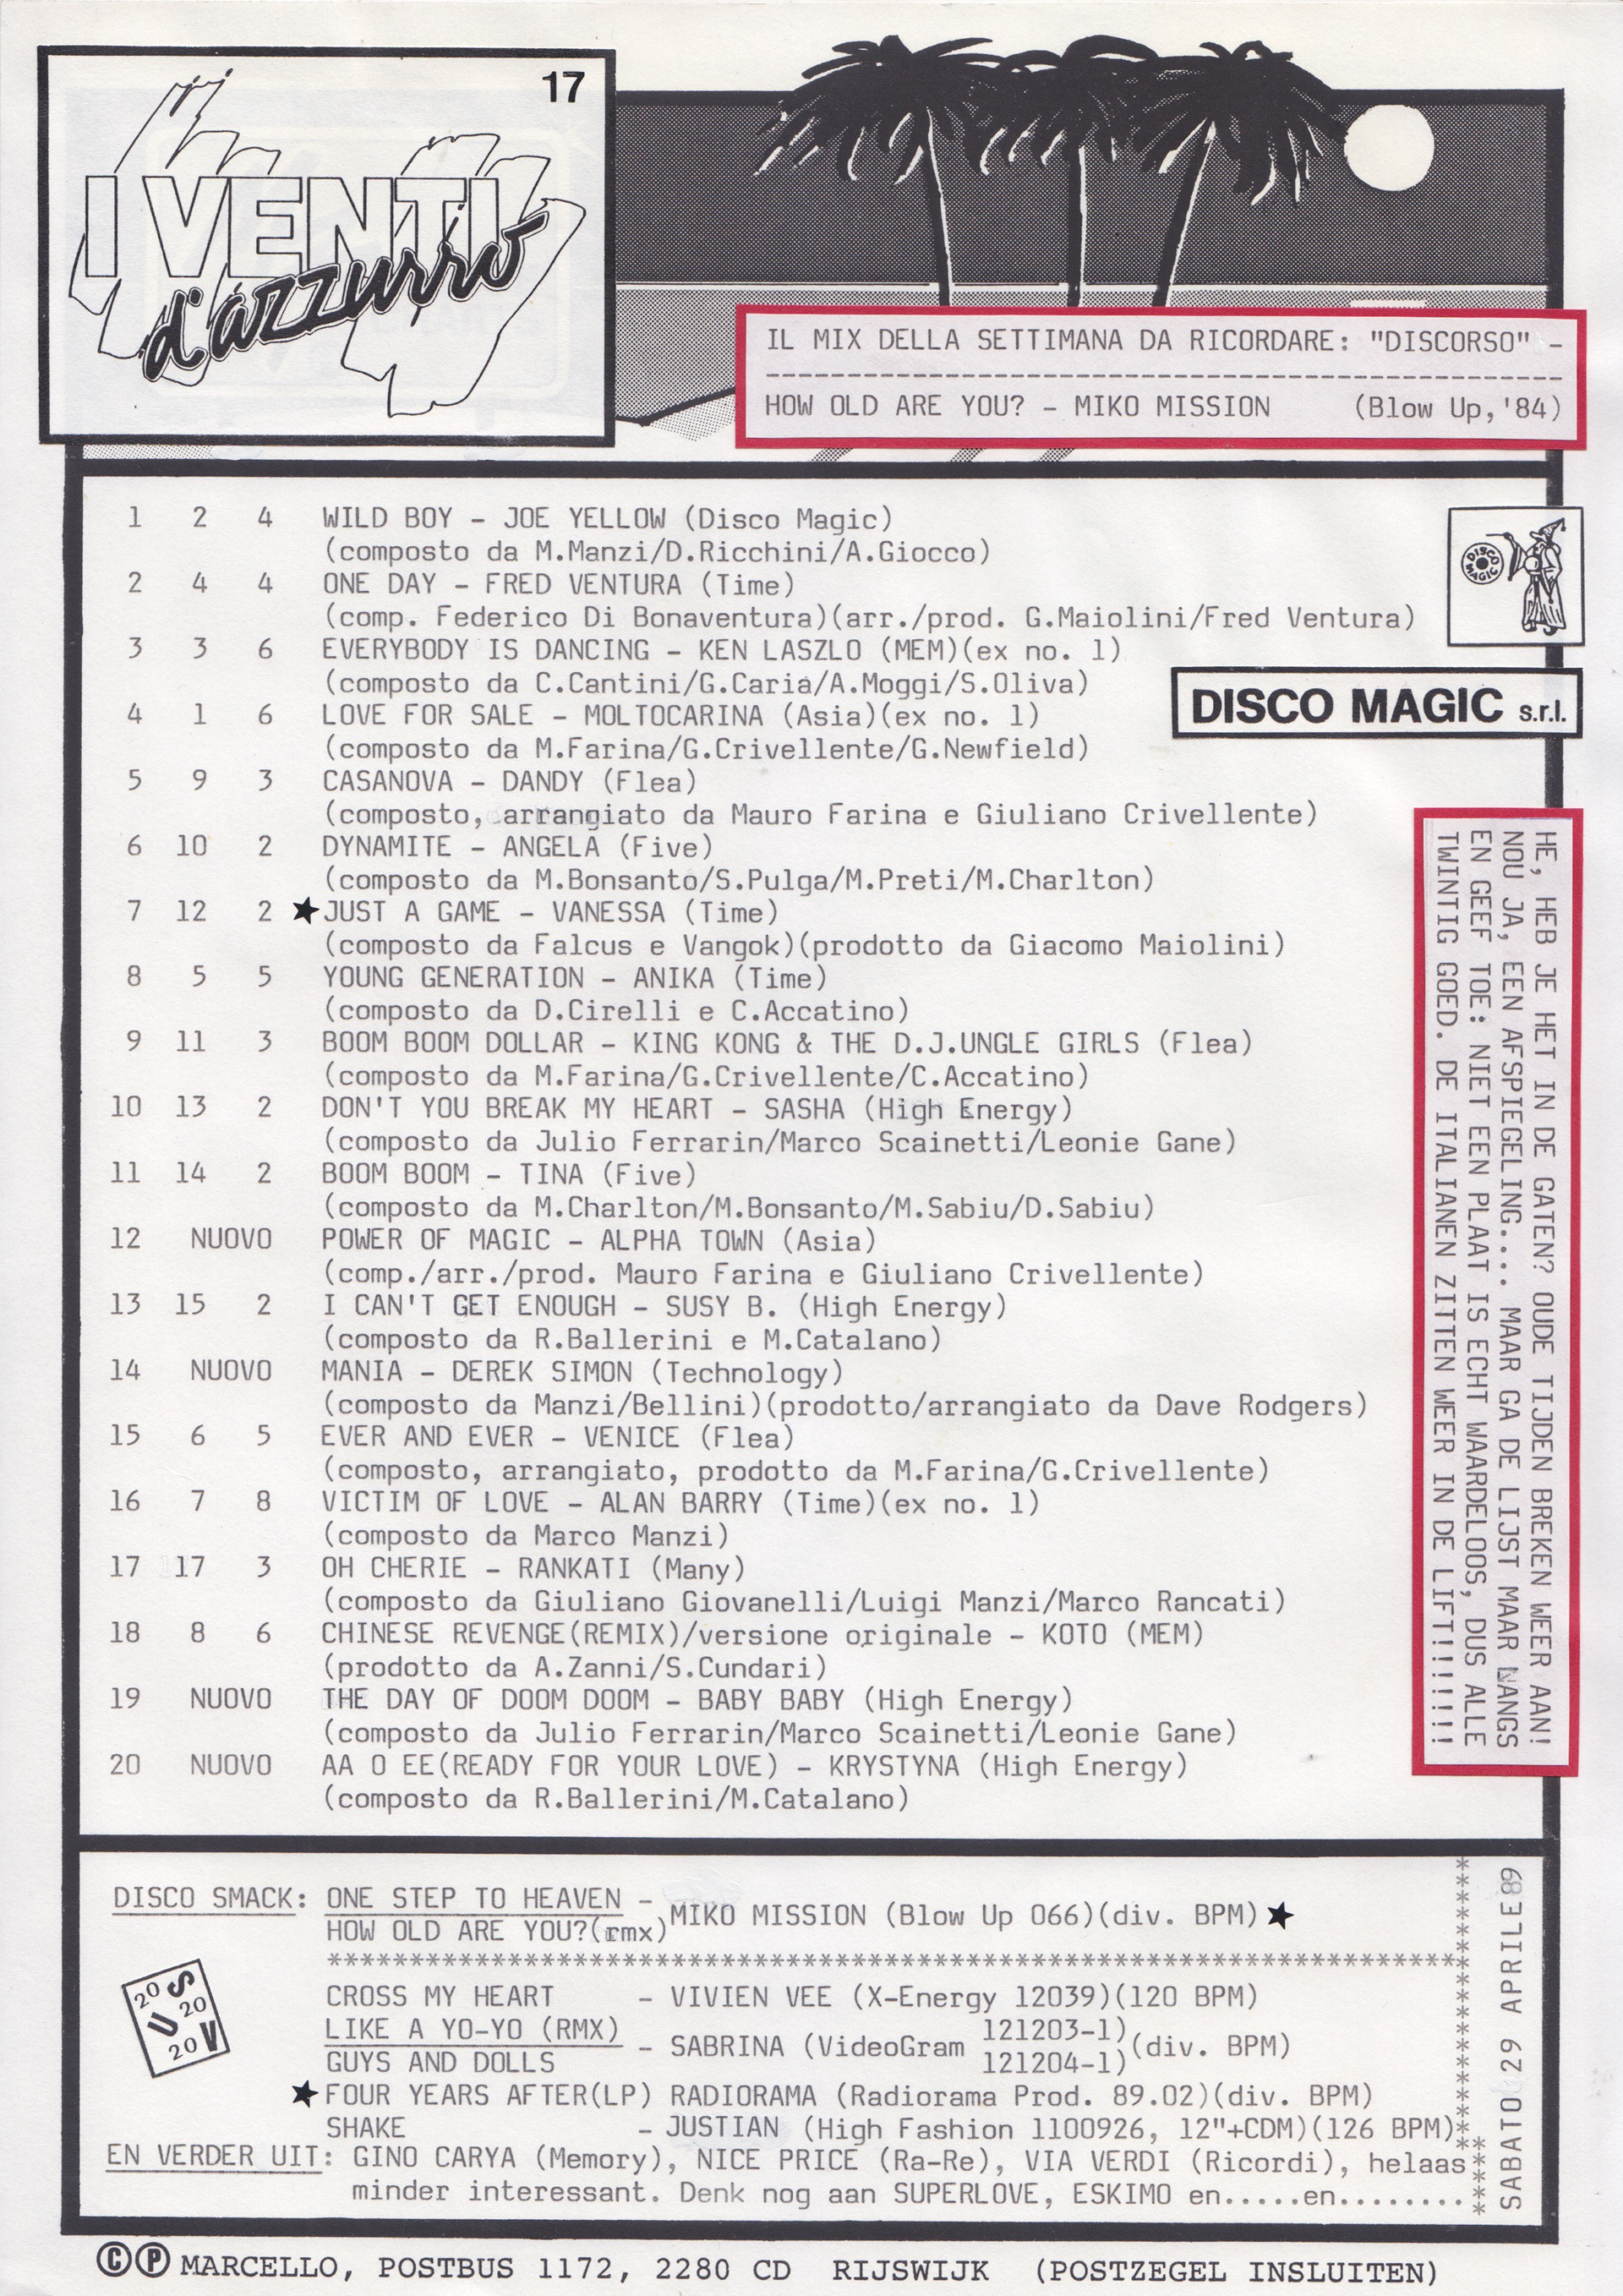 17
I VENTI
d'azzurro
IL MIX DELLA SETTIMANA DA RICORDARE: "DISCORSO" -
HOW OLD ARE YOU? - MIKO MISSION (Blow Up,'84)
1 2 4 WILD BOY - JOE YELLOW (Disco Magic)
(composto da M.Manzi/D.Ricchini/A.Giocco)
2 4 4 ONE DAY - FRED VENTURA (Time)
(comp. Federico Di Bonaventura)(arr./prod. G.Maiolini/Fred Ventura)
3 3 6 EVERYBODY IS DANCING - KEN LASZLO (MEM)(ex no. 1)
(composto da C.Cantini/G.Caria/A.Moggi/S.Oliva)
4 1 6 LOVE FOR SALE - MOLTOCARINA (Asia)(ex no. 1)
(composto da M.Farina/G.Crivellente/G.Newfield)
5 9 3 CASANOVA - DANDY (Flea)
(composto, arrangiato da Mauro Farina e Giuliano Crivellente)
6 10 2 DYNAMITE - ANGELA (Five)
(composto da M.Bonsanto/S.Pulga/M.Preti/M.Charlton)
7 12 2 ★JUST A GAME - VANESSA (Time)
(composto da Falcus e Vangok)(prodotto da Giacomo Maiolini)
8 5 5 YOUNG GENERATION - ANIKA (Time)
(composto da D.Cirelli e C.Accatino)
9 11 3 BOOM BOOM DOLLAR - KING KONG & THE D.J.UNGLE GIRLS (Flea)
(composto da M.Farina/G.Crivellente/C.Accatino)
10 13 2 DON'T YOU BREAK MY HEART - SASHA (High Energy)
(composto da Julio Ferrarin/Marco Scainetti/Leonie Gane)
11 14 2 BOOM BOOM - TINA (Five)
(composto da M.Charlton/M.Bonsanto/M.Sabiu/D.Sabiu)
12 NUOVO POWER OF MAGIC - ALPHA TOWN (Asia)
(comp./arr./prod. Mauro Farina e Giuliano Crivellente)
13 15 2 I CAN'T GET ENOUGH - SUSY B. (High Energy)
(composto da R.Ballerini e M.Catalano)
14 NUOVO MANIA - DEREK SIMON (Technology)
(composto da Manzi/Bellini)(prodotto/arrangiato da Dave Rodgers)
15 6 5 EVER AND EVER - VENICE (Flea)
(composto, arrangiato, prodotto da M.Farina/G.Crivellente)
16 7 8 VICTIM OF LOVE - ALAN BARRY (Time)(ex no. 1)
(composto da Marco Manzi)
17 17 3 OH CHERIE - RANKATI (Many)
(composto da Giuliano Giovanelli/Luigi Manzi/Marco Rancati)
18 8 6 CHINESE REVENGE(REMIX)/versione originale - KOTO (MEM)
(prodotto da A.Zanni/S.Cundari)
19 NUOVO THE DAY OF DOOM DOOM - BABY BABY (High Energy)
(composto da Julio Ferrarin/Marco Scainetti/Leonie Gane)
20 NUOVO AA O EE(READY FOR YOUR LOVE) - KRYSTYNA (High Energy)
(composto da R.Ballerini/M.Catalano)
DISCO MAGIC
DISCO MAGIC s.r.l.
HE, HEB JE HET IN DE GATEN? OUDE TIJDEN BREKEN WEER AAN!
NOU JA, EEN AFSPIEGELING.... MAAR GA DE LIJST MAAR LANGS
EN GEEF TOE: NIET EEN PLAAT IS ECHT WAARDELOOS, DUS ALLE
TWINTIG GOED. DE ITALIANEN ZITTEN WEER IN DE LIFT!!!!!!!
DISCO SMACK: ONE STEP TO HEAVEN -
HOW OLD ARE YOU?(rmx) MIKO MISSION (Blow Up 066)(div. BPM)★
**********************************************************************
CROSS MY HEART - VIVIEN VEE (X-Energy 12039)(120 BPM)
LIKE A YO-YO (RMX) - SABRINA (VideoGram 121203-1)(div. BPM)
GUYS AND DOLLS 121204-1)
★FOUR YEARS AFTER(LP) RADIORAMA (Radiorama Prod. 89.02)(div. BPM)
SHAKE - JUSTIAN (High Fashion 1100926, 12"+CDM)(126 BPM)
EN VERDER UIT: GINO CARYA (Memory), NICE PRICE (Ra-Re), VIA VERDI (Ricordi), helaas
minder interessant. Denk nog aan SUPERLOVE, ESKIMO en.....en.........
20 S
U 20
20 V
SABATO 29 APRILE89
©Ⓟ MARCELLO, POSTBUS 1172, 2280 CD RIJSWIJK (POSTZEGEL INSLUITEN)